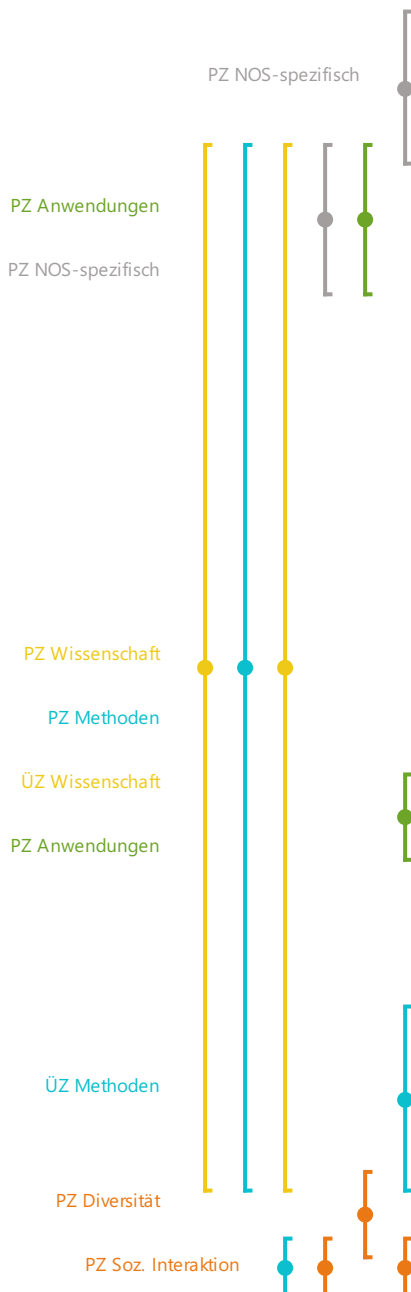 PZ NOS-spezifisch
PZ Anwendungen
PZ NOS-spezifisch
PZ Wissenschaft
PZ Methoden
ÜZ Wissenschaft
PZ Anwendungen
ÜZ Methoden
PZ Diversität
PZ Soz. Interaktion